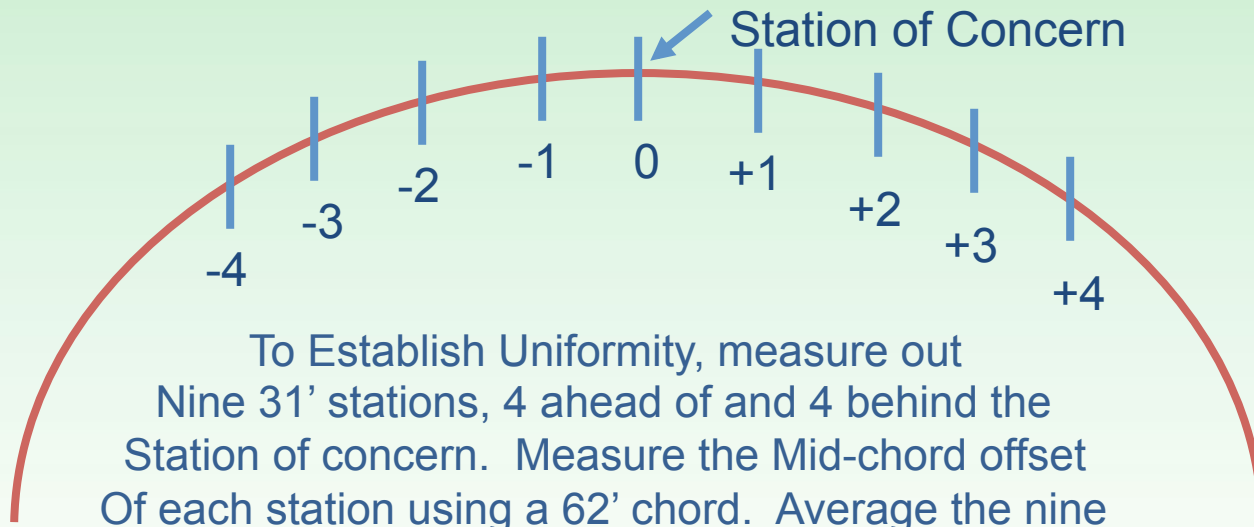 Station of Concern
-4
-3
-2
-1
0
+1
+2
+3
+4
To Establish Uniformity, measure out
Nine 31’ stations, 4 ahead of and 4 behind the
Station of concern.  Measure the Mid-chord offset
Of each station using a 62’ chord.  Average the nine